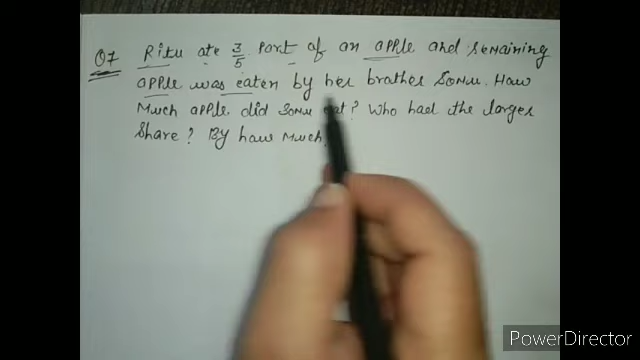 Q7 Ritu ate 3/5 part of an apple and remaining
apple was eaten by her brother Sonu. How
Much apple did Sonu eat? Who had the larger
Share? By how Much?
PowerDirector